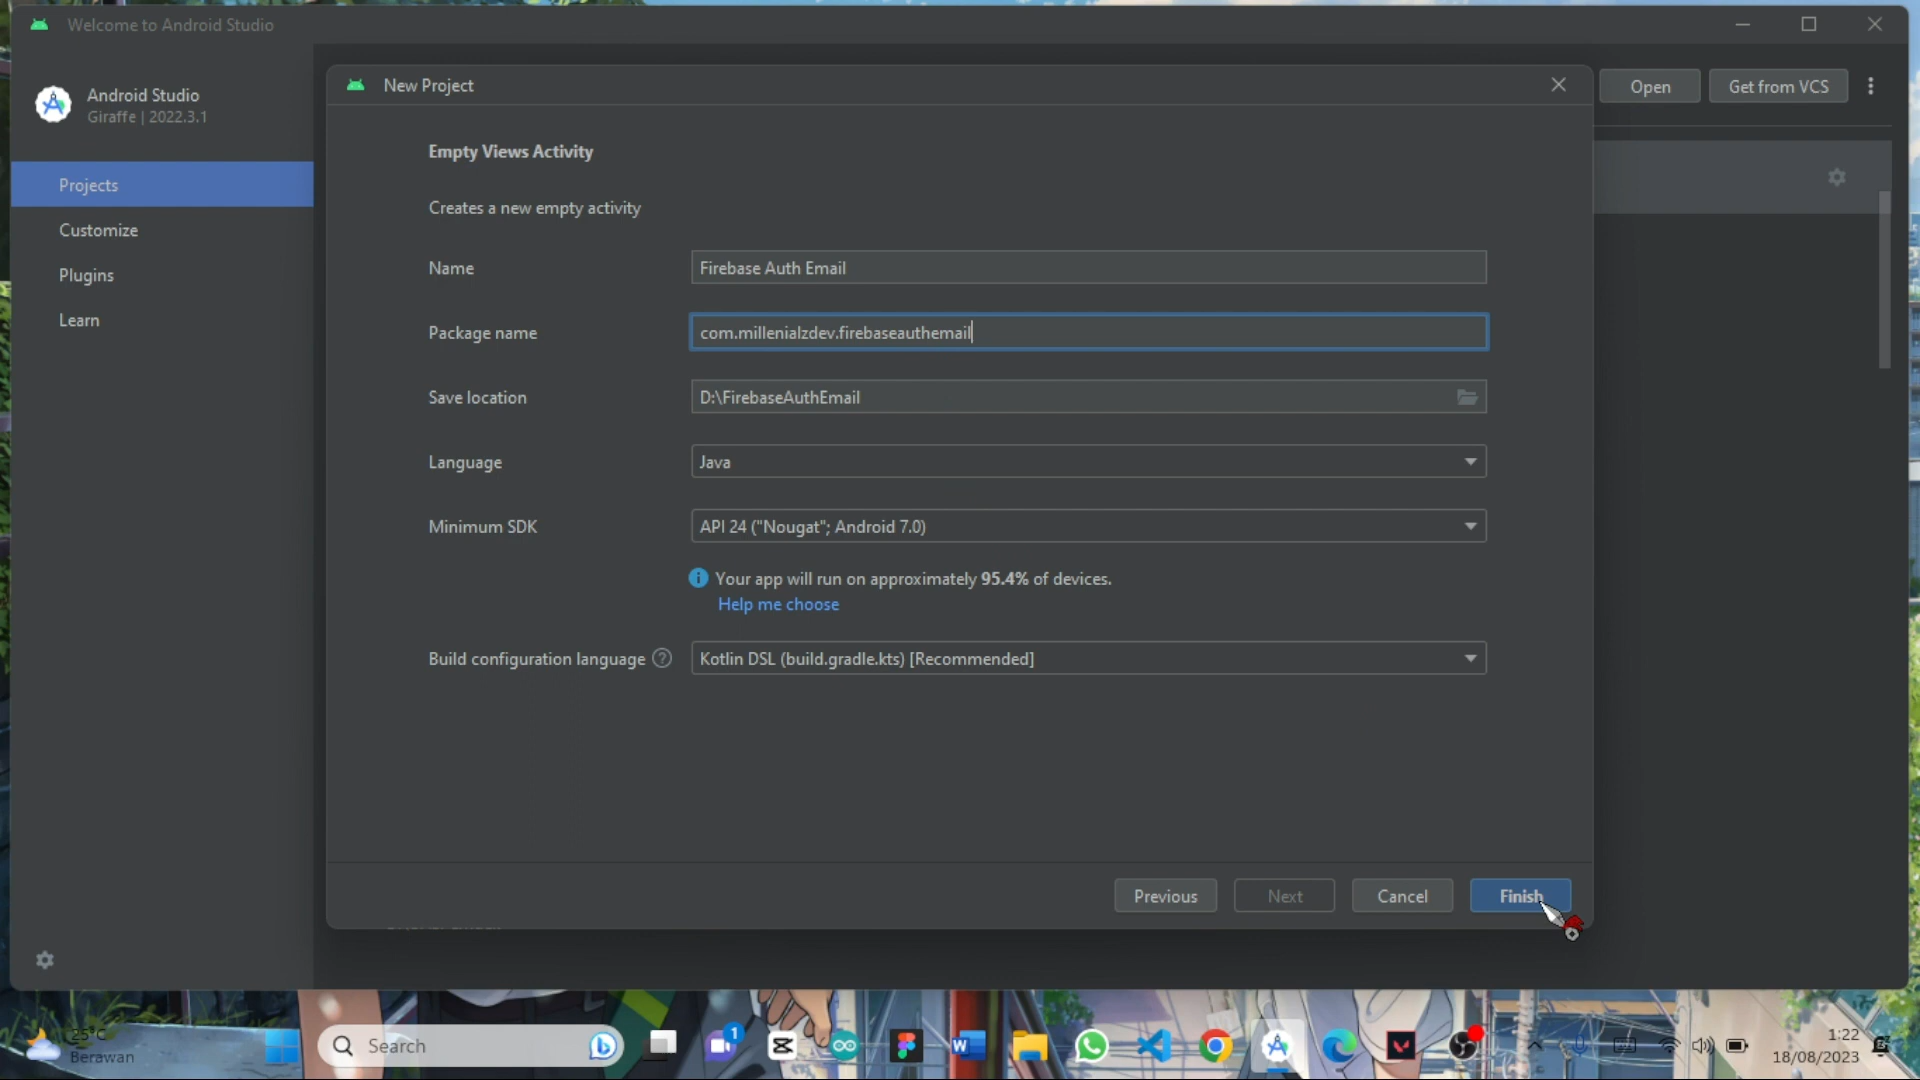 Welcome to Android Studio
Android Studio
Giraffe | 2022.3.1
Projects
Customize
Plugins
Learn
Open
Get from VCS
New Project
Empty Views Activity
Creates a new empty activity
Name
Firebase Auth Email
Package name
com.millenialzdev.firebaseauthemail
Save location
D:\FirebaseAuthEmail
Language
Java
Minimum SDK
API 24 ("Nougat"; Android 7.0)
Your app will run on approximately 95.4% of devices.
Help me choose
Build configuration language
Kotlin DSL (build.gradle.kts) [Recommended]
Previous
Next
Cancel
Finish
25°C
Berawan
Search
1
1:22
18/08/2023